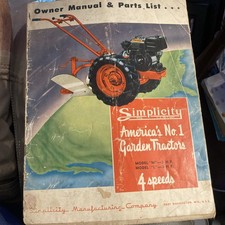 Owner Manual & Parts List . . .
Simplicity
America's No. 1
Garden Tractors
4 speeds
Simplicity Manufacturing Company